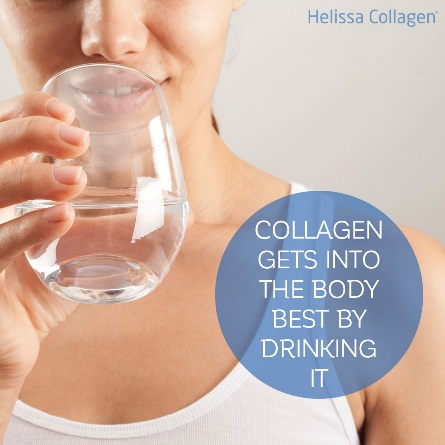 Helissa Collagen®
COLLAGEN
GETS INTO
THE BODY
BEST BY
DRINKING
IT